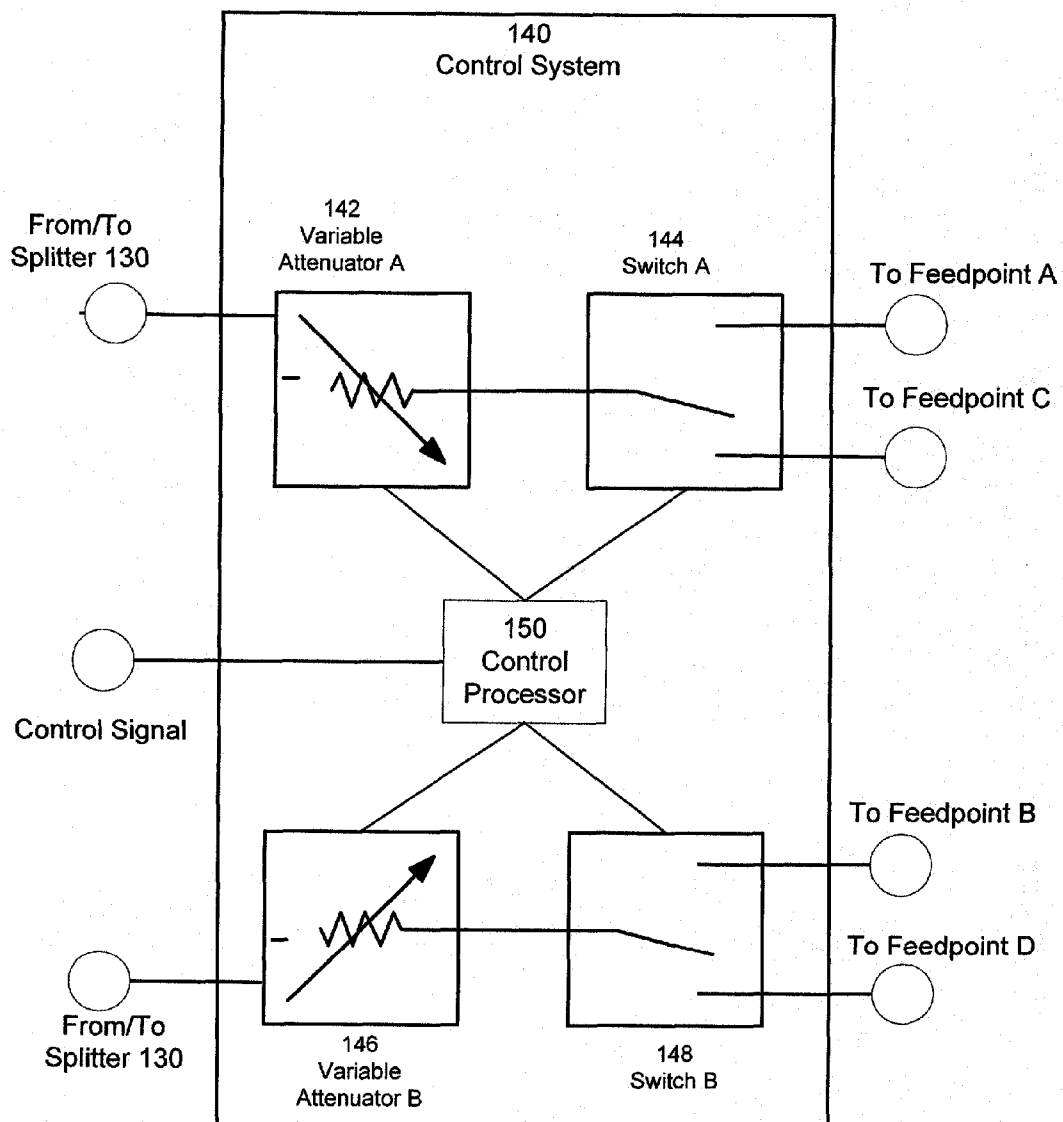 140
Control System
From/To
Splitter 130
142
Variable
Attenuator A
144
Switch A
To Feedpoint A
To Feedpoint C
150
Control
Processor
Control Signal
To Feedpoint B
To Feedpoint D
From/To
Splitter 130
146
Variable
Attenuator B
148
Switch B